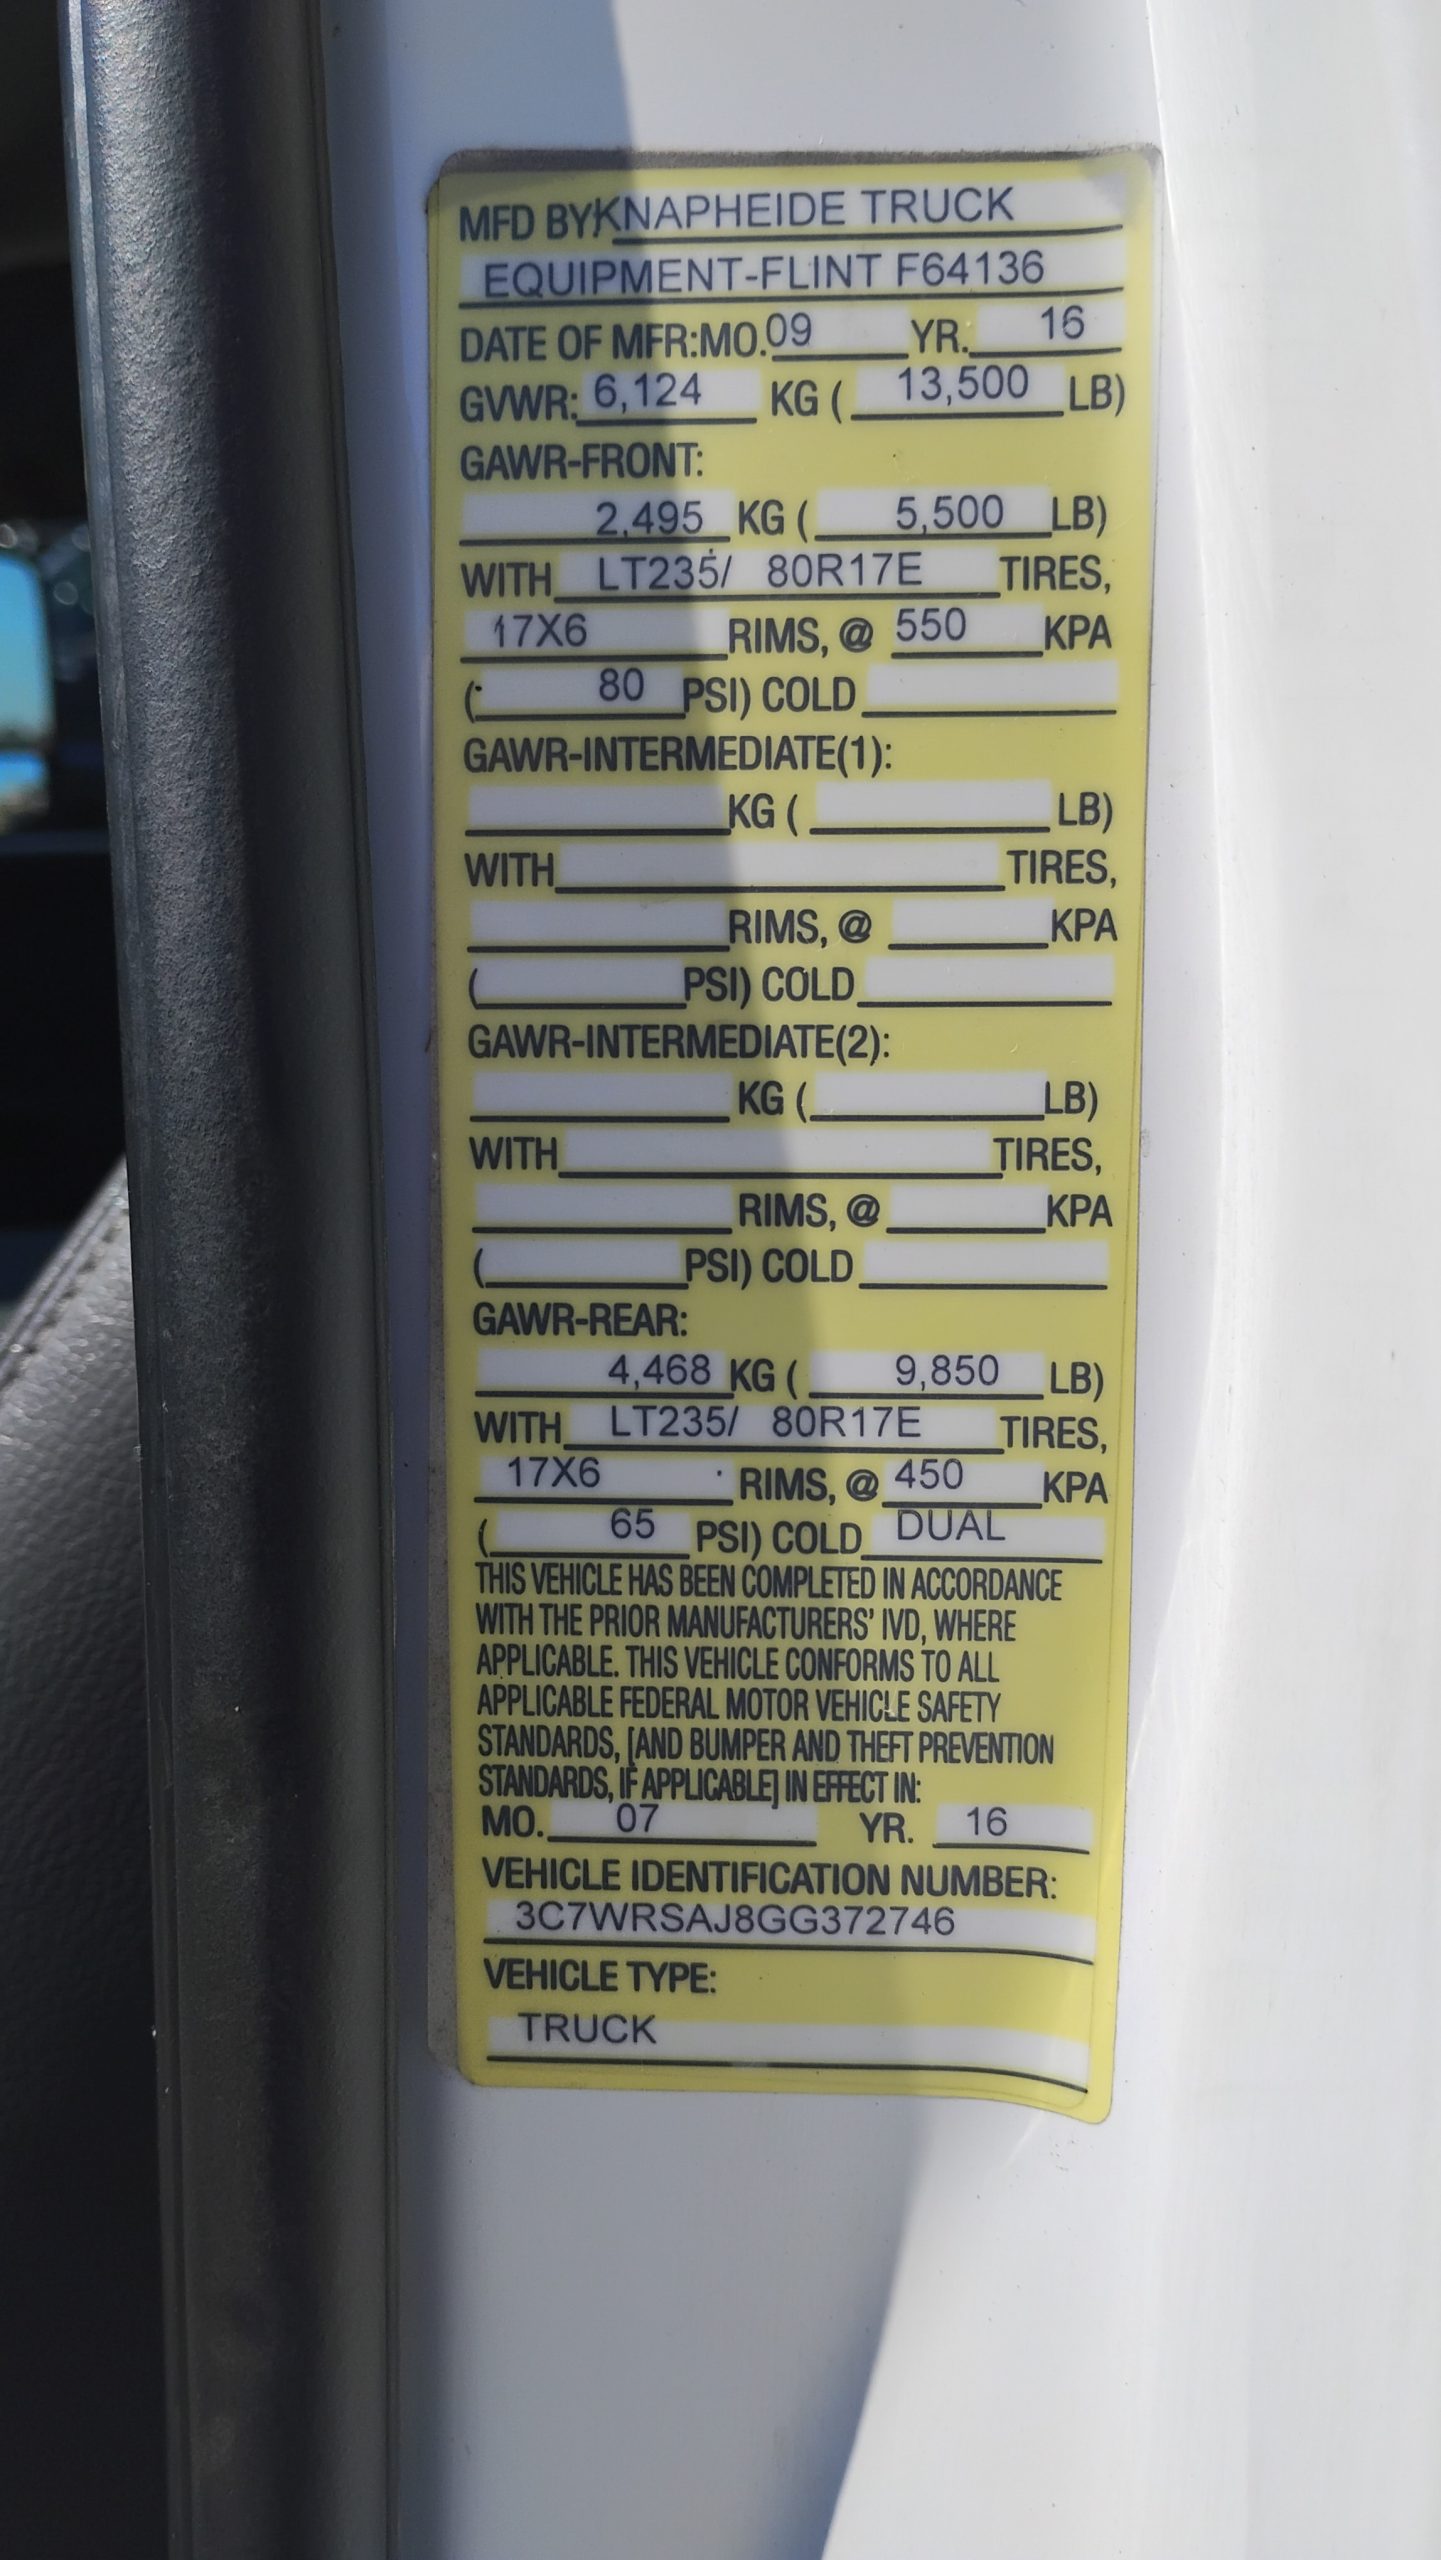 MFD BY KNAPHEIDE TRUCK
EQUIPMENT-FLINT F64136
DATE OF MFR:MO. 09 YR. 16
GVWR: 6,124 KG ( 13,500 LB)
GAWR-FRONT:
2,495 KG ( 5,500 LB)
WITH LT235/ 80R17E TIRES,
17X6 RIMS, @ 550 KPA
( 80 PSI) COLD
GAWR-INTERMEDIATE(1):
KG ( LB)
WITH TIRES,
RIMS, @ KPA
( PSI) COLD
GAWR-INTERMEDIATE(2):
KG ( LB)
WITH TIRES,
RIMS, @ KPA
( PSI) COLD
GAWR-REAR:
4,468 KG ( 9,850 LB)
WITH LT235/ 80R17E TIRES,
17X6 RIMS, @ 450 KPA
( 65 PSI) COLD DUAL
THIS VEHICLE HAS BEEN COMPLETED IN ACCORDANCE
WITH THE PRIOR MANUFACTURERS' IVD, WHERE
APPLICABLE. THIS VEHICLE CONFORMS TO ALL
APPLICABLE FEDERAL MOTOR VEHICLE SAFETY
STANDARDS, [AND BUMPER AND THEFT PREVENTION
STANDARDS, IF APPLICABLE] IN EFFECT IN:
MO. 07 YR. 16
VEHICLE IDENTIFICATION NUMBER:
3C7WRSAJ8GG372746
VEHICLE TYPE:
TRUCK